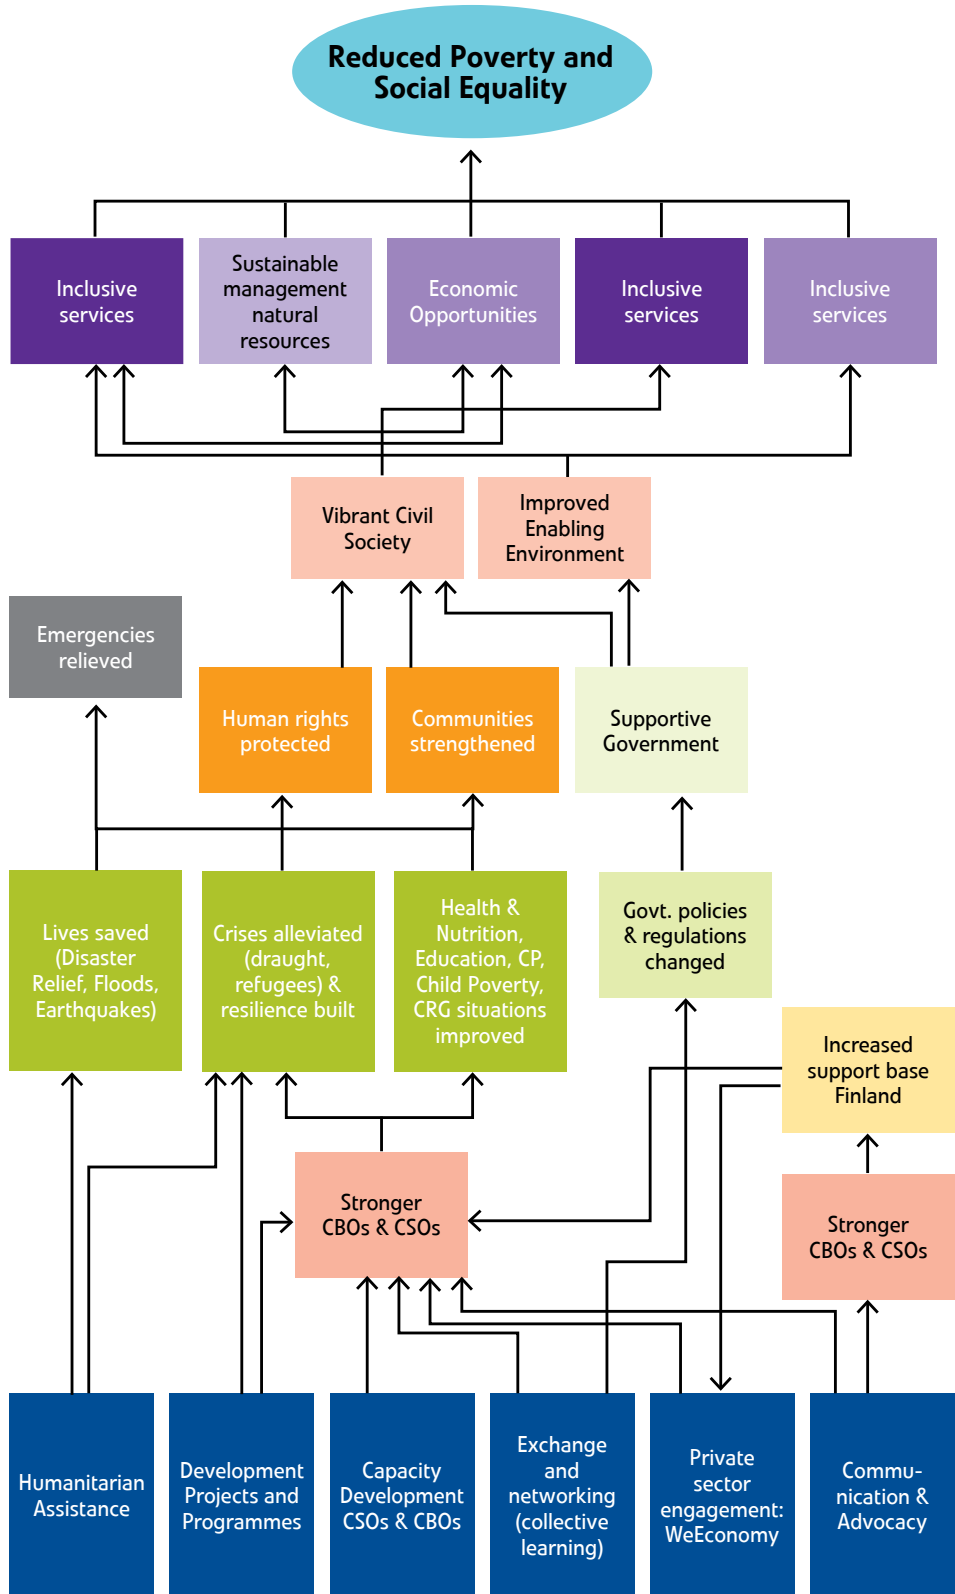 Reduced Poverty and
Social Equality
Inclusive
services
Sustainable
management
natural
resources
Economic
Opportunities
Inclusive
services
Inclusive
services
Vibrant Civil
Society
Improved
Enabling
Environment
Emergencies
relieved
Human rights
protected
Communities
strengthened
Supportive
Government
Lives saved
(Disaster
Relief, Floods,
Earthquakes)
Crises alleviated
(draught,
refugees) &
resilience built
Health &
Nutrition,
Education, CP,
Child Poverty,
CRG situations
improved
Govt. policies
& regulations
changed
Increased
support base
Finland
Stronger
CBOs & CSOs
Stronger
CBOs & CSOs
Humanitarian
Assistance
Development
Projects and
Programmes
Capacity
Development
CSOs & CBOs
Exchange
and
networking
(collective
learning)
Private
sector
engagement:
WeEconomy
Commu-
nication &
Advocacy